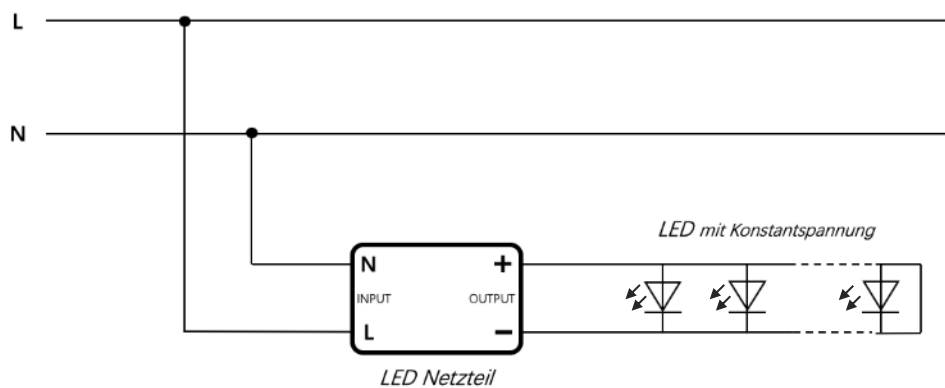 L
N
LED mit Konstantspannung
N +
INPUT OUTPUT
L −
LED Netzteil